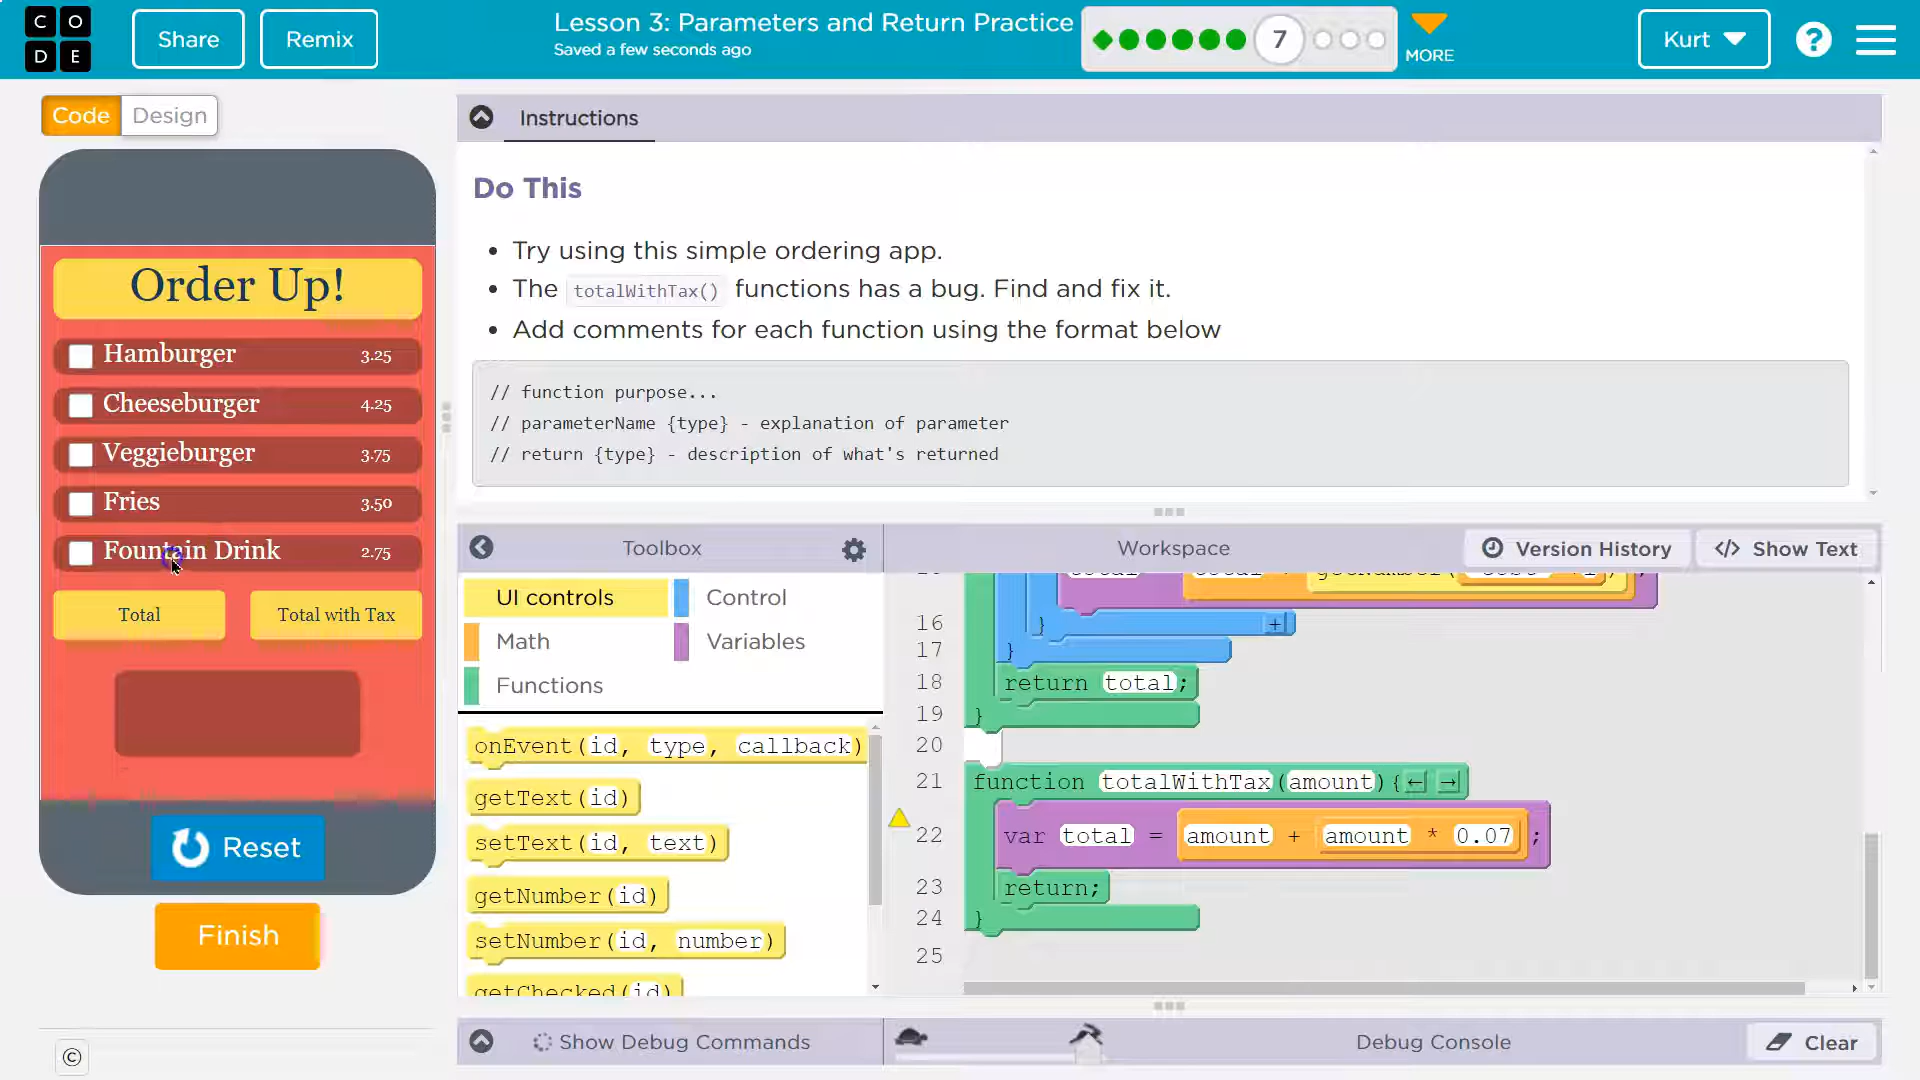 CO
DE
Share
Remix
Lesson 3: Parameters and Return Practice
Saved a few seconds ago
7
MORE
Kurt
?
Code
Design
Instructions
Do This
Try using this simple ordering app.
The totalWithTax() functions has a bug. Find and fix it.
Add comments for each function using the format below
// function purpose...
// parameterName {type} - explanation of parameter
// return {type} - description of what's returned
Order Up!
Hamburger 3.25
Cheeseburger 4.25
Veggieburger 3.75
Fries 3.50
Fountain Drink 2.75
Total
Total with Tax
Reset
Finish
©
Toolbox
UI controls
Control
Math
Variables
Functions
onEvent(id, type, callback)
getText(id)
setText(id, text)
getNumber(id)
setNumber(id, number)
getChecked(id)
Workspace
Version History
</> Show Text
16 } +
17 }
18 return total;
19 }
20
21 function totalWithTax(amount){ ← →
22 var total = amount + amount * 0.07 ;
23 return;
24 }
25
Show Debug Commands
Debug Console
Clear